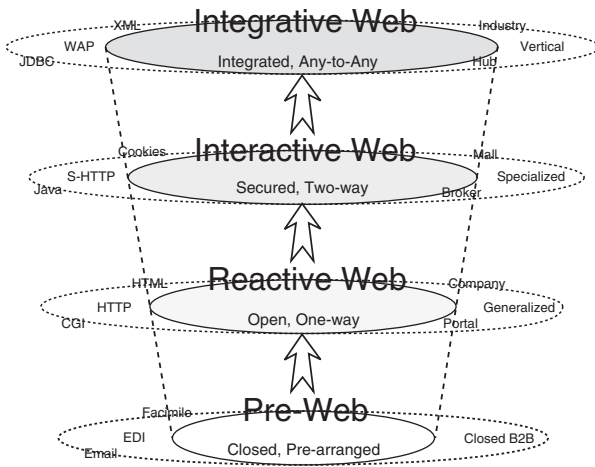 Integrative Web
XML
Industry
WAP
Vertical
JDBC
Integrated, Any-to-Any
Hub
Interactive Web
Cookies
Mall
S-HTTP
Specialized
Java
Secured, Two-way
Broker
Reactive Web
HTML
Company
HTTP
Generalized
CGI
Open, One-way
Portal
Pre-Web
Facimile
EDI
Closed B2B
Email
Closed, Pre-arranged